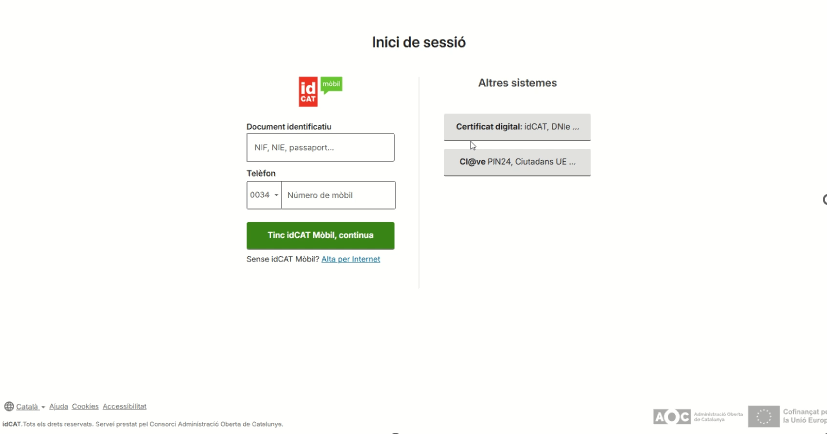 Inici de sessió
id
CAT
mòbil
Document identificatiu
NIF, NIE, passaport...
Telèfon
0034
Número de mòbil
Tinc idCAT Mòbil, continua
Sense idCAT Mòbil? Alta per Internet
Altres sistemes
Certificat digital: idCAT, DNIe ...
Cl@ve PIN24, Ciutadans UE ...
Català Ajuda Cookies Accessibilitat
idCAT.Tots els drets reservats. Servei prestat pel Consorci Administració Oberta de Catalunya.
AOC
Administració Oberta
de Catalunya
Cofinançat pe
la Unió Europ